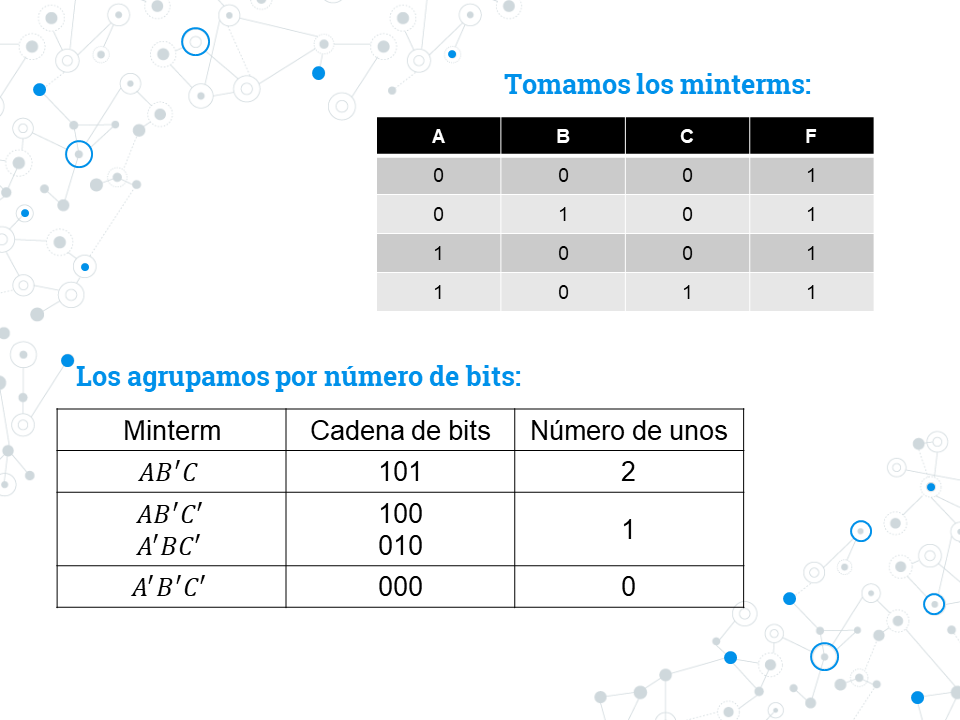 Tomamos los minterms:
A B C F
0 0 0 1
0 1 0 1
1 0 0 1
1 0 1 1
Los agrupamos por número de bits:
Minterm Cadena de bits Número de unos
AB′C 101 2
AB′C′ 100
1
A′BC′ 010
A′B′C′ 000 0